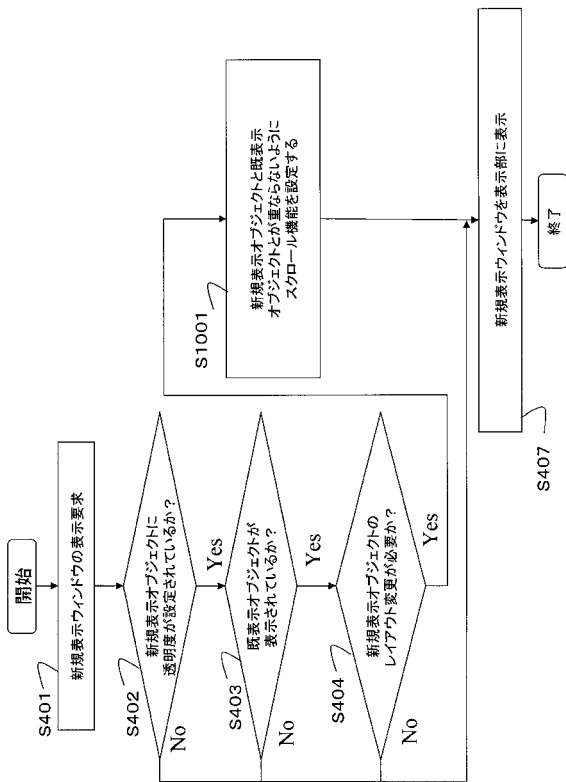 開始
S401
新規表示ウィンドウの表示要求
S402
新規表示オブジェクトに
透明度が設定されているか？
No
Yes
S403
既表示オブジェクトが
表示されているか？
No
Yes
S404
新規表示オブジェクトの
レイアウト変更が必要か？
No
Yes
S1001
新規表示オブジェクトと既表示
オブジェクトとが重ならないように
スクロール機能を設定する
S407
新規表示ウィンドウを表示部に表示
終了